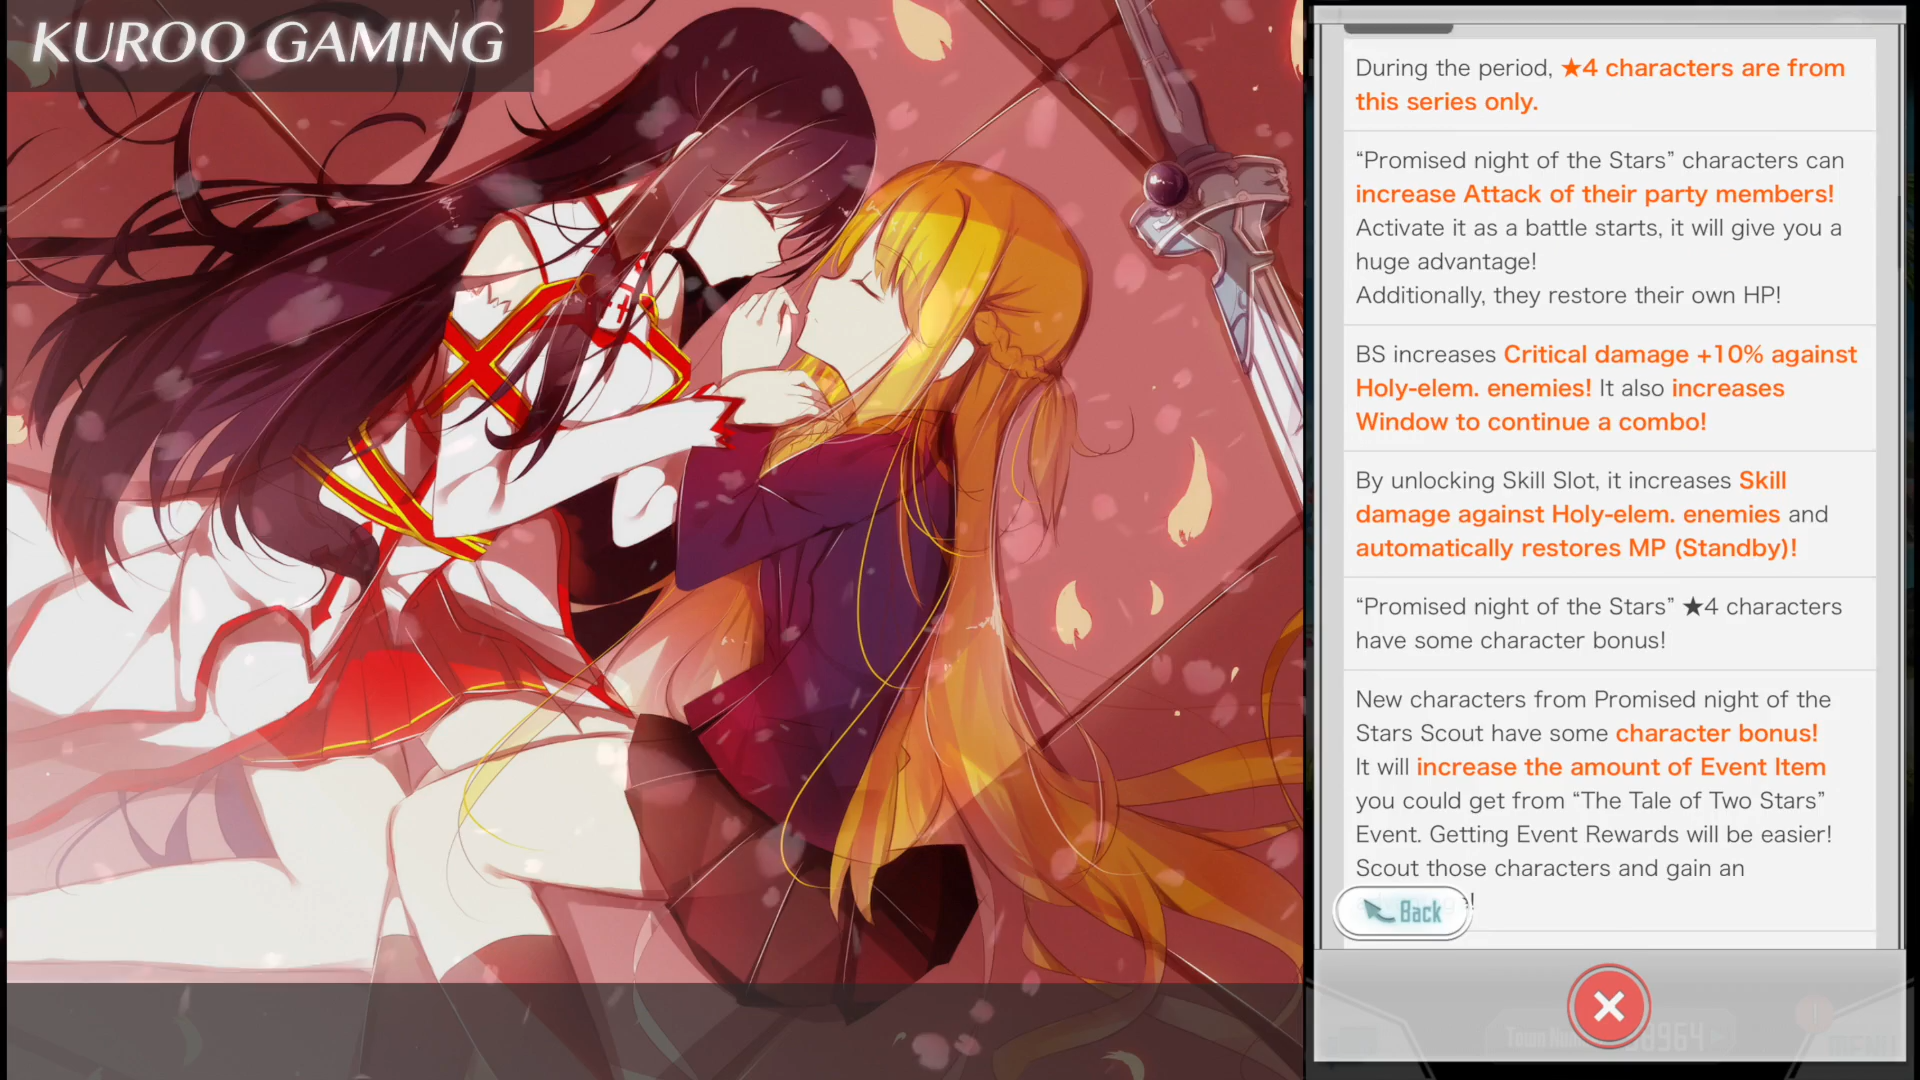 KUROO GAMING
During the period, ★4 characters are from
this series only.
“Promised night of the Stars” characters can
increase Attack of their party members!
Activate it as a battle starts, it will give you a
huge advantage!
Additionally, they restore their own HP!
BS increases Critical damage +10% against
Holy-elem. enemies! It also increases
Window to continue a combo!
By unlocking Skill Slot, it increases Skill
damage against Holy-elem. enemies and
automatically restores MP (Standby)!
“Promised night of the Stars” ★4 characters
have some character bonus!
New characters from Promised night of the
Stars Scout have some character bonus!
It will increase the amount of Event Item
you could get from “The Tale of Two Stars”
Event. Getting Event Rewards will be easier!
Scout those characters and gain an
Back